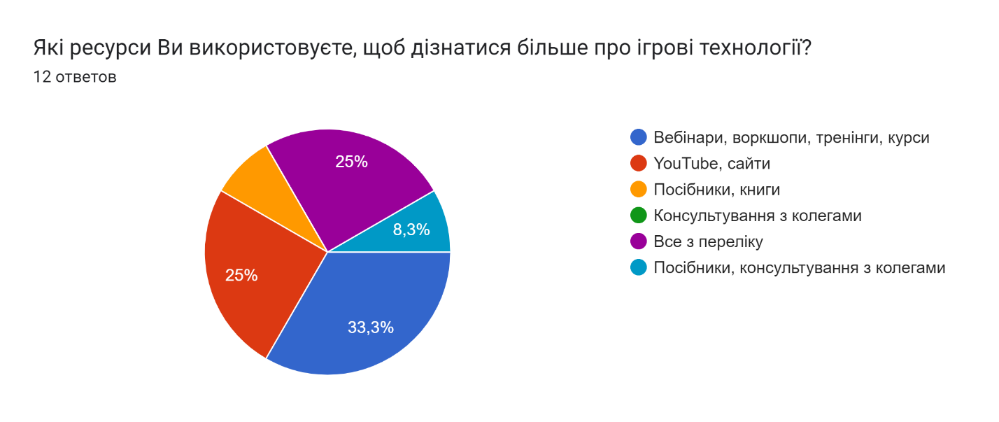 Які ресурси Ви використовуєте, щоб дізнатися більше про ігрові технології?
12 ответов
25%
8,3%
25%
33,3%
Вебінари, воркшопи, тренінги, курси
YouTube, сайти
Посібники, книги
Консультування з колегами
Все з переліку
Посібники, консультування з колегами